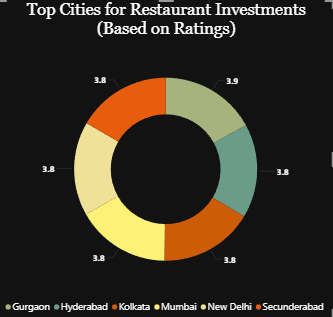 Top Cities for Restaurant Investments
(Based on Ratings)
3.8
3.9
3.8
3.8
3.8
3.8
Gurgaon Hyderabad Kolkata Mumbai New Delhi Secunderabad